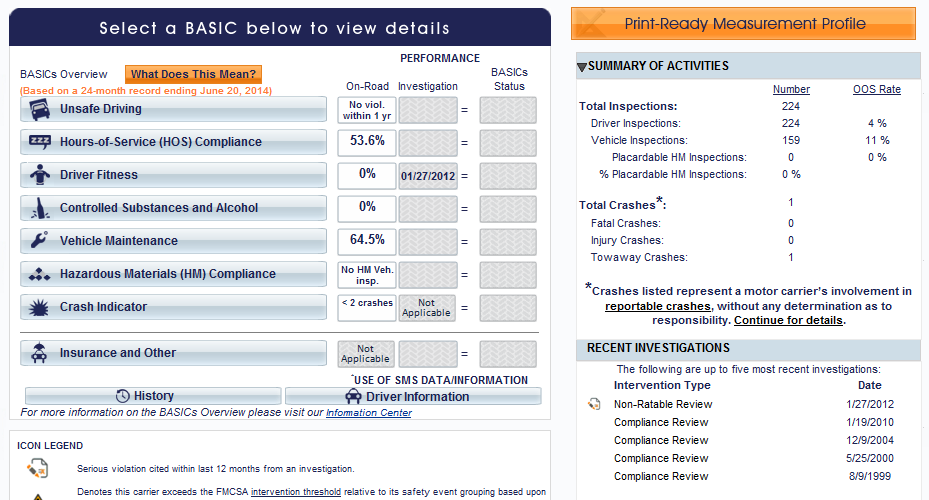 Select a BASIC below to view details
PERFORMANCE
BASICs Overview What Does This Mean? On-Road Investigation BASICs Status
(Based on a 24-month record ending June 20, 2014)
Unsafe Driving No viol. within 1 yr =
Hours-of-Service (HOS) Compliance 53.6% =
Driver Fitness 0% 01/27/2012 =
Controlled Substances and Alcohol 0% =
Vehicle Maintenance 64.5% =
Hazardous Materials (HM) Compliance No HM Veh. insp. =
Crash Indicator < 2 crashes Not Applicable =
Insurance and Other Not Applicable =
*USE OF SMS DATA/INFORMATION
History Driver Information
For more information on the BASICs Overview please visit our Infomation Center
ICON LEGEND
Serious violation cited within last 12 months from an investigation.
Denotes this carrier exceeds the FMCSA intervention threshold relative to its safety event grouping based upon
Print-Ready Measurement Profile
SUMMARY OF ACTIVITIES
Number OOS Rate
Total Inspections: 224
Driver Inspections: 224 4 %
Vehicle Inspections: 159 11 %
Placardable HM Inspections: 0 0 %
% Placardable HM Inspections: 0 %
Total Crashes*: 1
Fatal Crashes: 0
Injury Crashes: 0
Towaway Crashes: 1
*Crashes listed represent a motor carrier's involvement in
reportable crashes, without any determination as to
responsibility. Continue for details.
RECENT INVESTIGATIONS
The following are up to five most recent investigations:
Intervention Type Date
Non-Ratable Review 1/27/2012
Compliance Review 1/19/2010
Compliance Review 12/9/2004
Compliance Review 5/25/2000
Compliance Review 8/9/1999